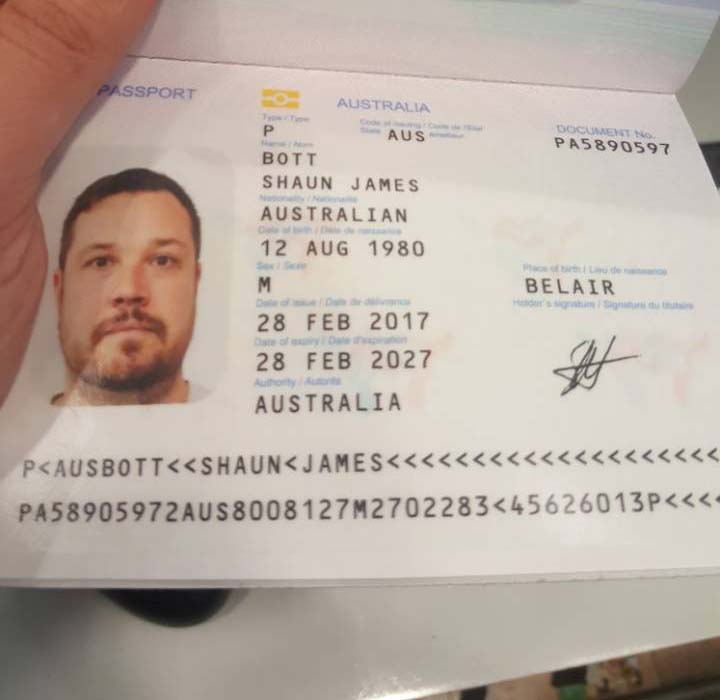 PASSPORT
AUSTRALIA
Type / Type
P
Code of issuing / Code de l'État
State AUS émetteur
DOCUMENT No.
PA5890597
Name / Nom
BOTT
SHAUN JAMES
Nationality / Nationalité
AUSTRALIAN
Date of birth / Date de naissance
12 AUG 1980
Sex / Sexe
M
Place of birth / Lieu de naissance
BELAIR
Date of issue / Date de délivrance
28 FEB 2017
Holder's signature / Signature du titulaire
Date of expiry / Date d'expiration
28 FEB 2027
Authority / Autorité
AUSTRALIA
P<AUSBOTT<<SHAUN<JAMES<<<<<<<<<<<<<<<<<<<<<
PA58905972AUS8008127M2702283<45626013P<<<<